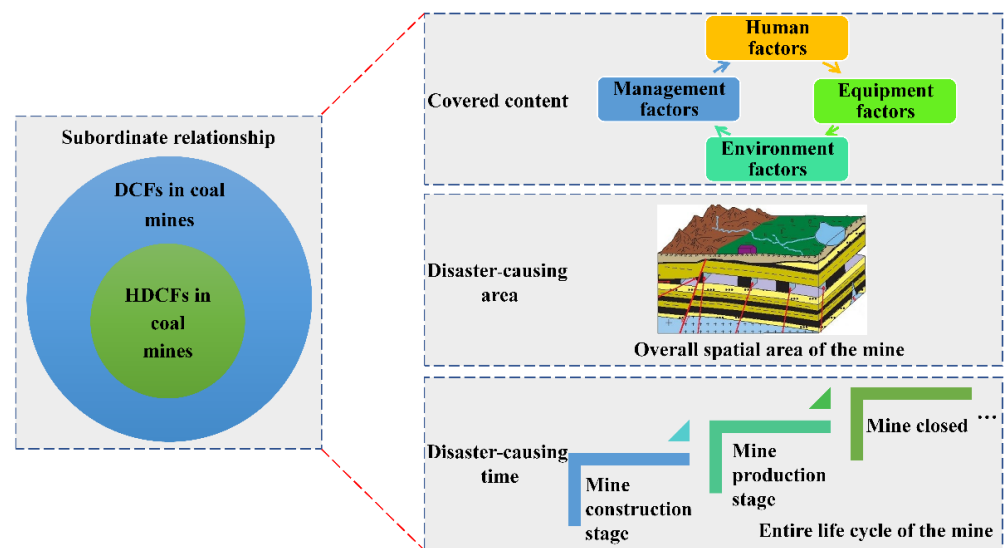 Subordinate relationship
DCFs in coal
mines
HDCFs in
coal
mines
Covered content
Human
factors
Management
factors
Equipment
factors
Environment
factors
Disaster-causing
area
Overall spatial area of the mine
Disaster-causing
time
Mine
construction
stage
Mine
production
stage
Mine closed
...
Entire life cycle of the mine